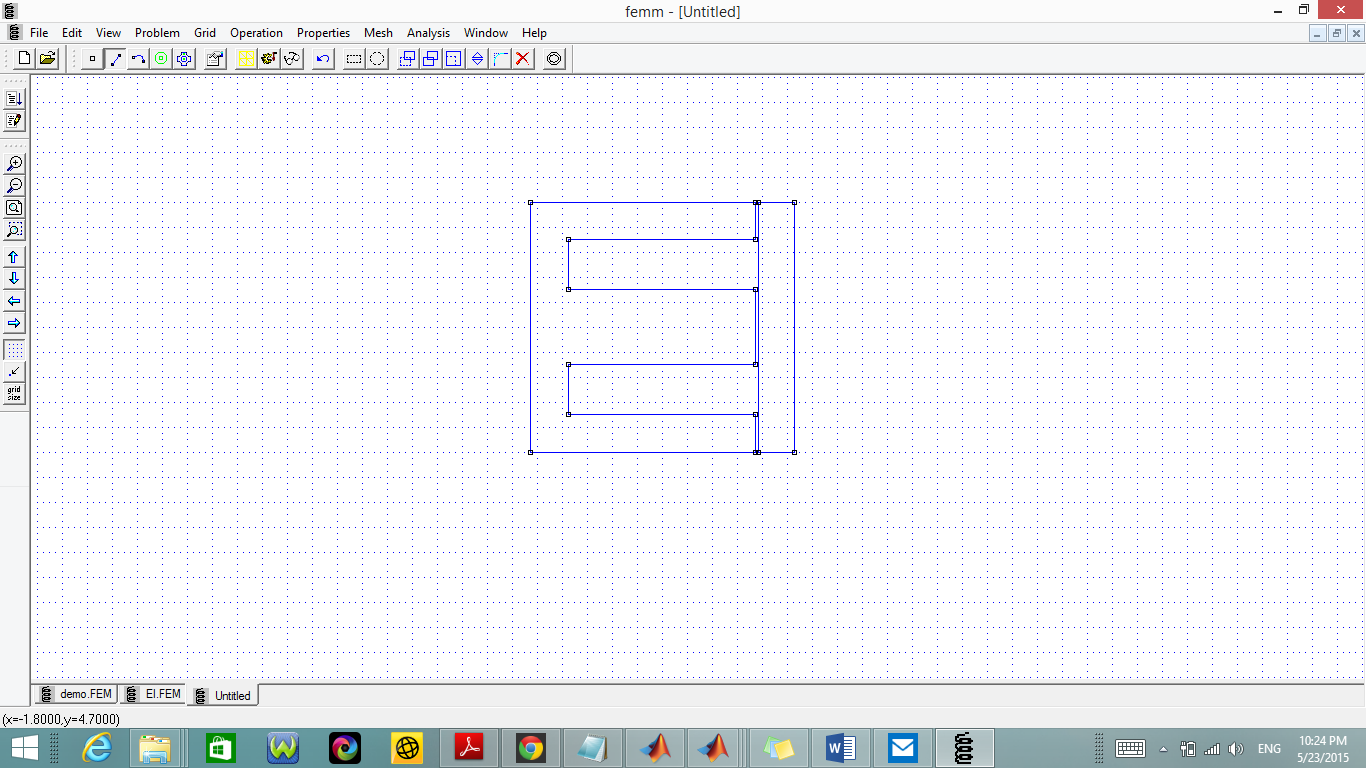 femm - [Untitled]
File Edit View Problem Grid Operation Properties Mesh Analysis Window Help
grid
size
demo.FEM EI.FEM Untitled
(x=-1.8000,y=4.7000)
ENG
10:24 PM
5/23/2015